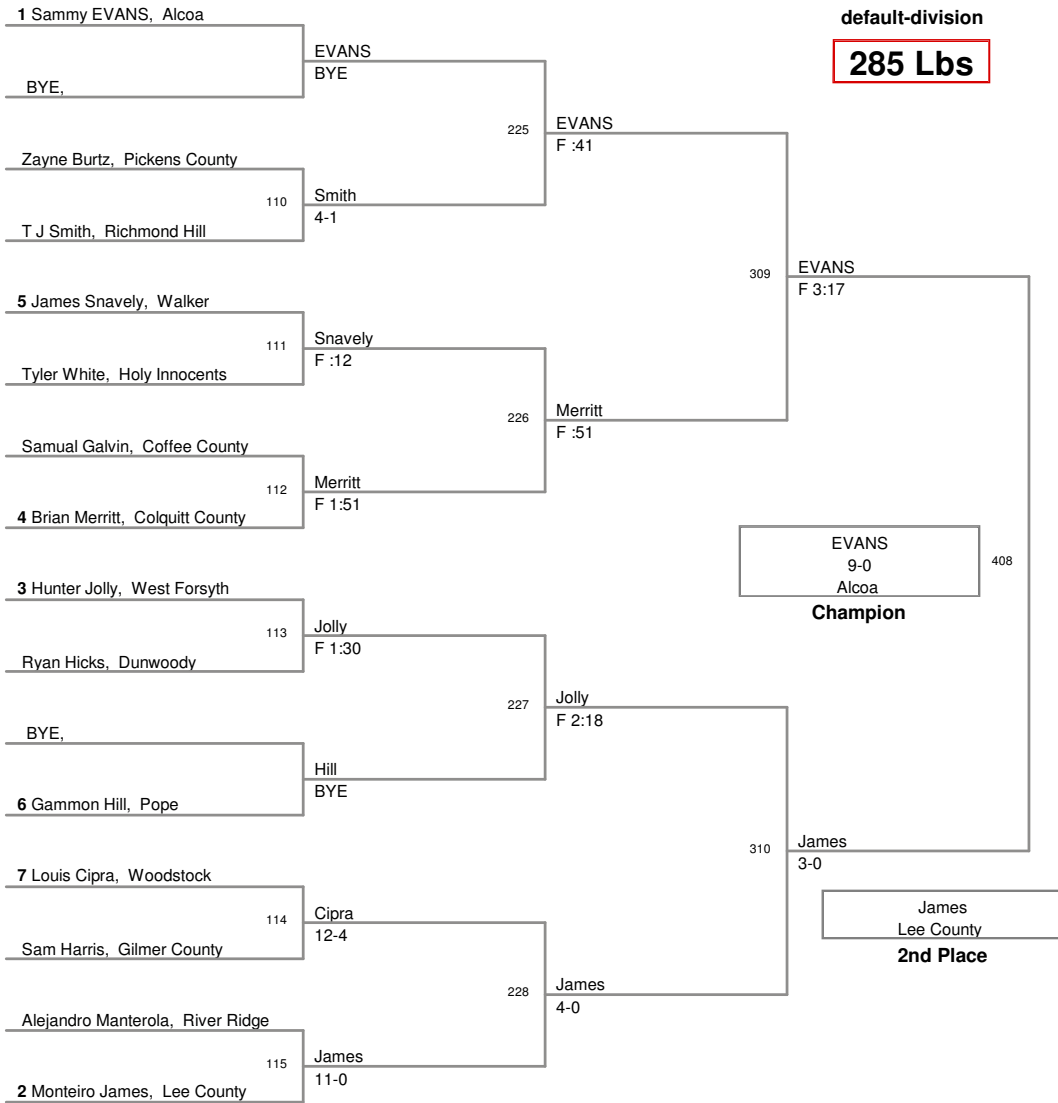 1 Sammy EVANS, Alcoa
default-division
285 Lbs
EVANS
BYE
BYE,
225
EVANS
F :41
Zayne Burtz, Pickens County
110
Smith
4-1
T J Smith, Richmond Hill
309
EVANS
F 3:17
5 James Snavely, Walker
111
Snavely
F :12
Tyler White, Holy Innocents
226
Merritt
F :51
Samual Galvin, Coffee County
112
Merritt
F 1:51
4 Brian Merritt, Colquitt County
EVANS
9-0
Alcoa
408
Champion
3 Hunter Jolly, West Forsyth
113
Jolly
F 1:30
Ryan Hicks, Dunwoody
227
Jolly
F 2:18
BYE,
Hill
BYE
6 Gammon Hill, Pope
310
James
3-0
7 Louis Cipra, Woodstock
114
Cipra
12-4
James
Lee County
2nd Place
Sam Harris, Gilmer County
228
James
4-0
Alejandro Manterola, River Ridge
115
James
11-0
2 Monteiro James, Lee County